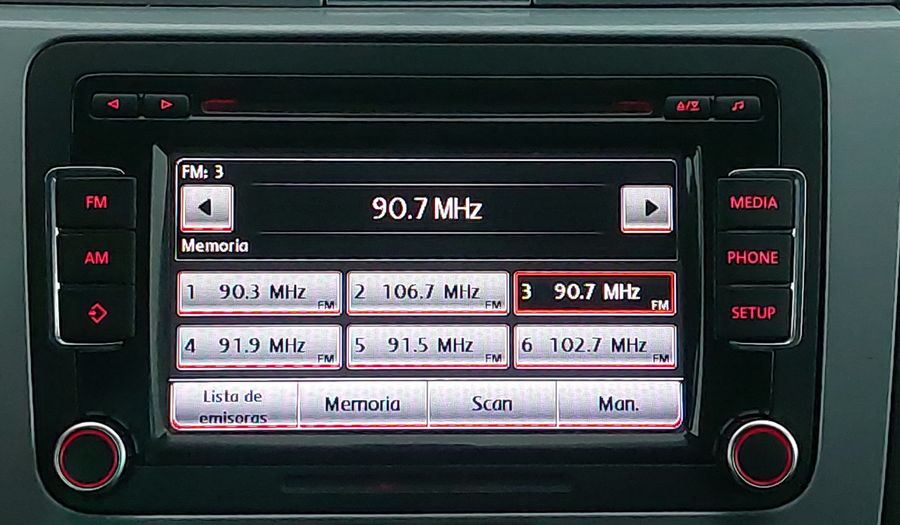 FM: 3
FM
90.7 MHz
MEDIA
Memoria
AM
PHONE
1 90.3 MHz FM
2 106.7 MHz FM
3 90.7 MHz FM
SETUP
4 91.9 MHz FM
5 91.5 MHz FM
6 102.7 MHz FM
Lista de
emisoras
Memoria
Scan
Man.